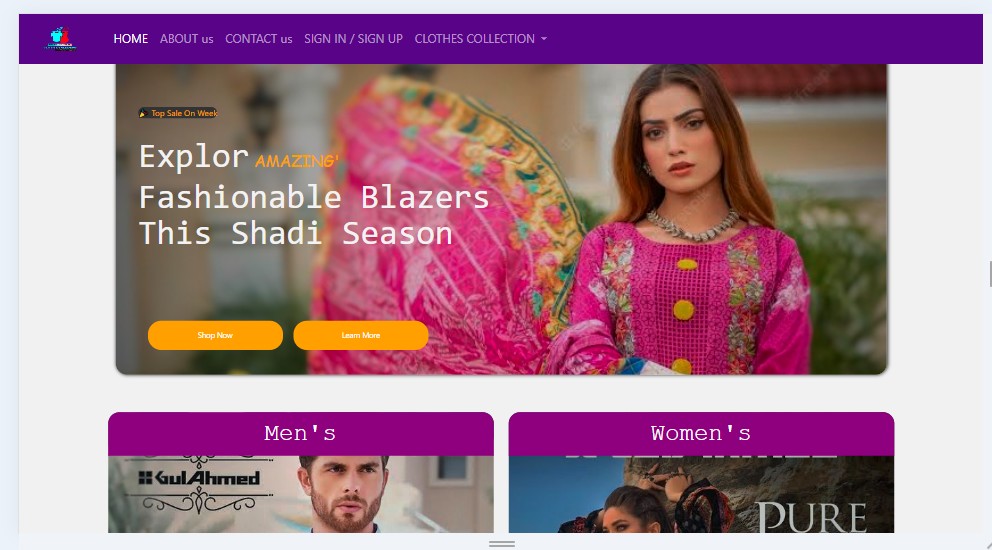 HOME ABOUT us CONTACT us SIGN IN / SIGN UP CLOTHES COLLECTION
Top Sale On Week
Explor AMAZING'
Fashionable Blazers
This Shadi Season
Shop Now Learn More
Men's
Women's
GulAhmed
PURE